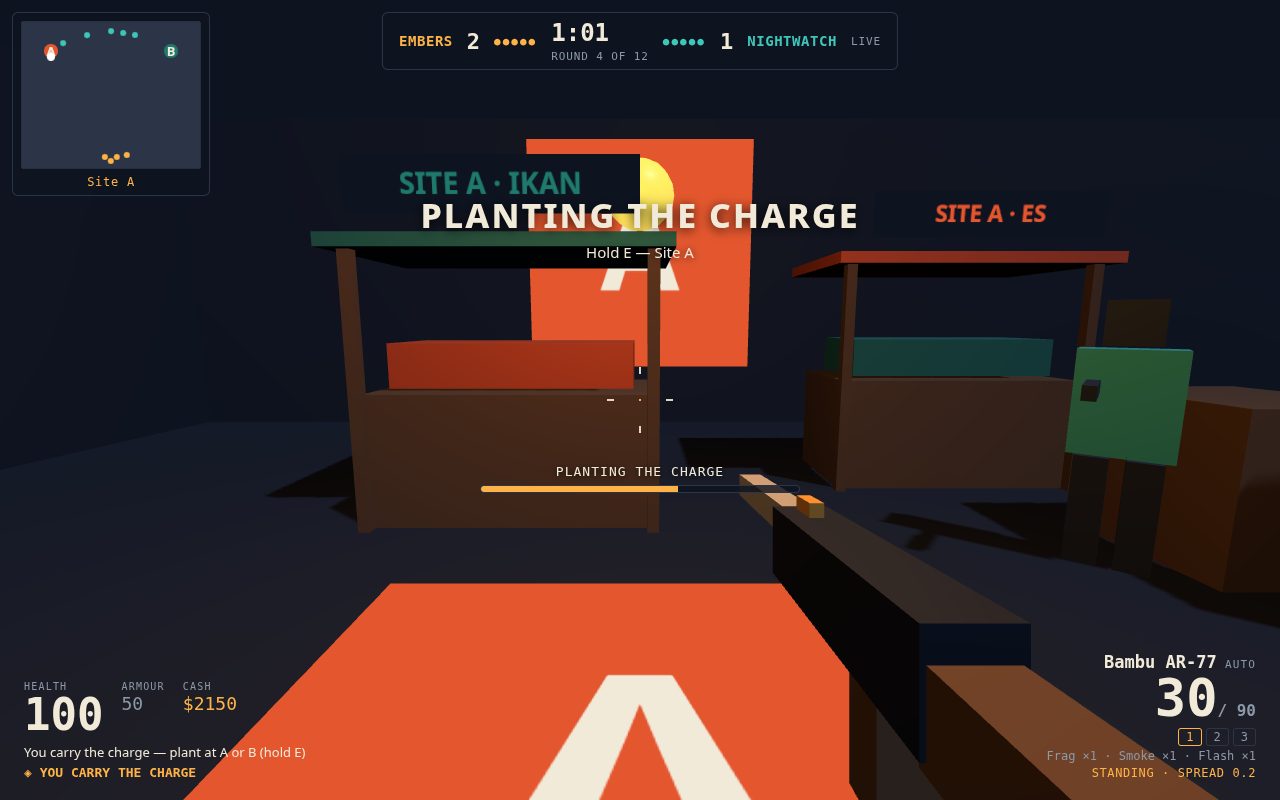 A B
Site A
EMBERS 2 1:01 1 NIGHTWATCH LIVE
ROUND 4 OF 12
SITE A · IKAN
SITE A · ES
PLANTING THE CHARGE
Hold E — Site A
A
PLANTING THE CHARGE
A
HEALTH ARMOUR CASH
100 50 $2150
You carry the charge — plant at A or B (hold E)
◈ YOU CARRY THE CHARGE
Bambu AR-77 AUTO
30 / 90
1 2 3
Frag ×1 · Smoke ×1 · Flash ×1
STANDING · SPREAD 0.2